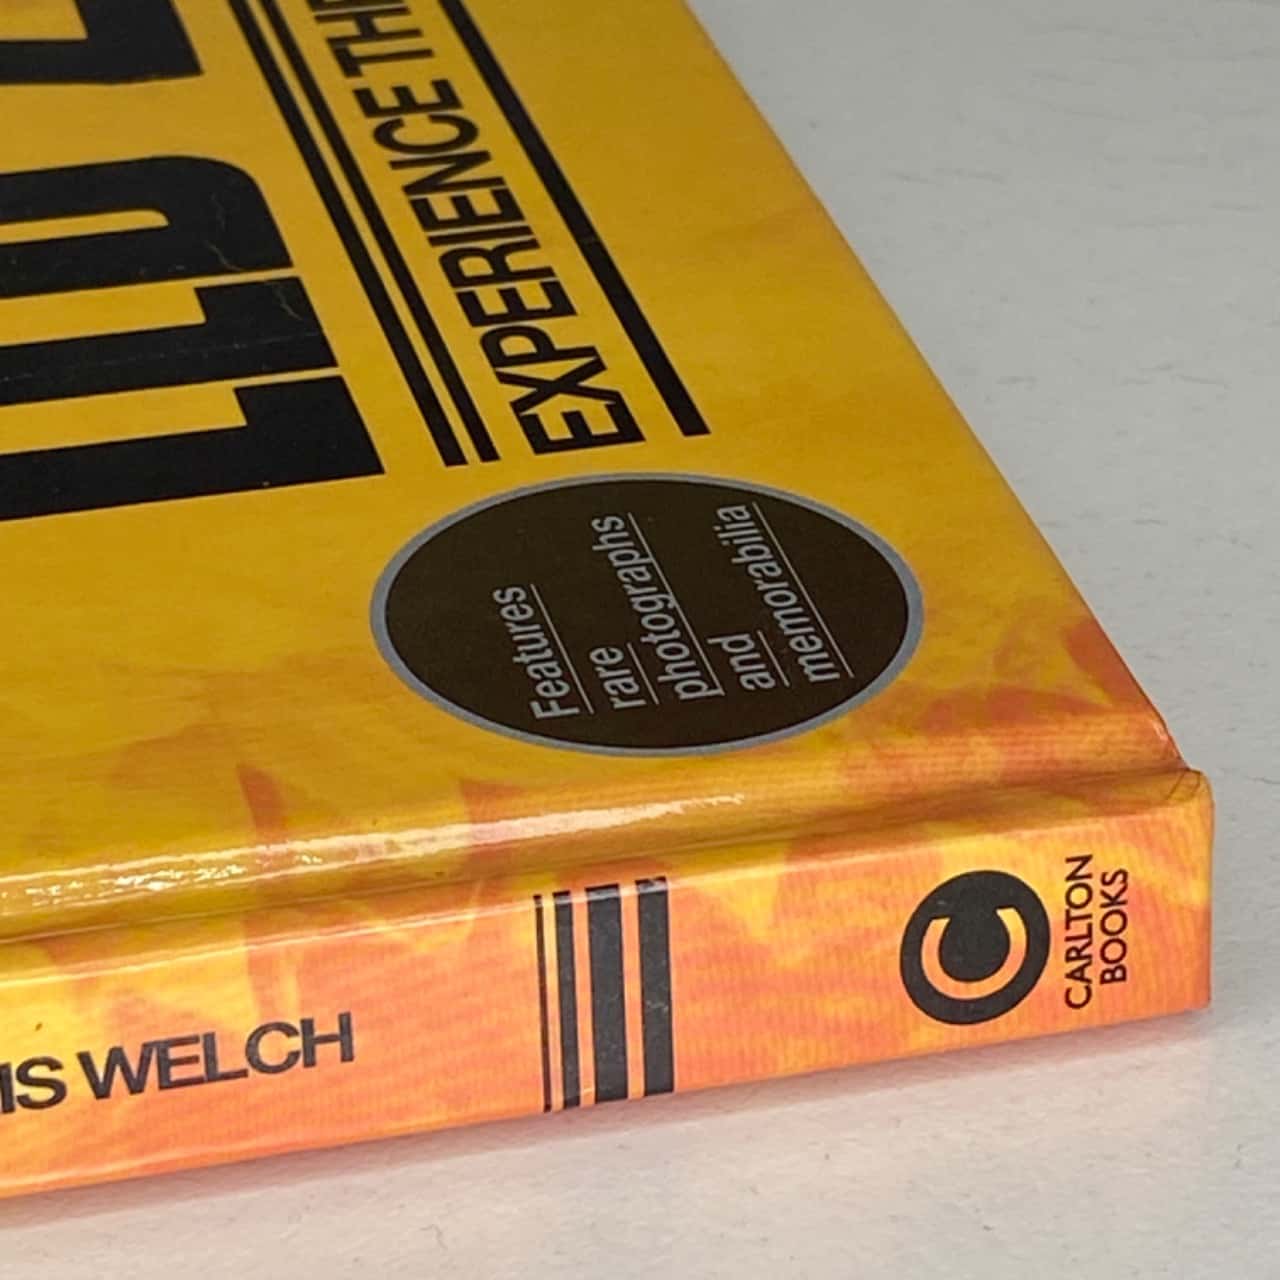 EXPERIENCE THE
Features
rare
photographs
and
memorabilia
IS WELCH
C
CARLTON
BOOKS